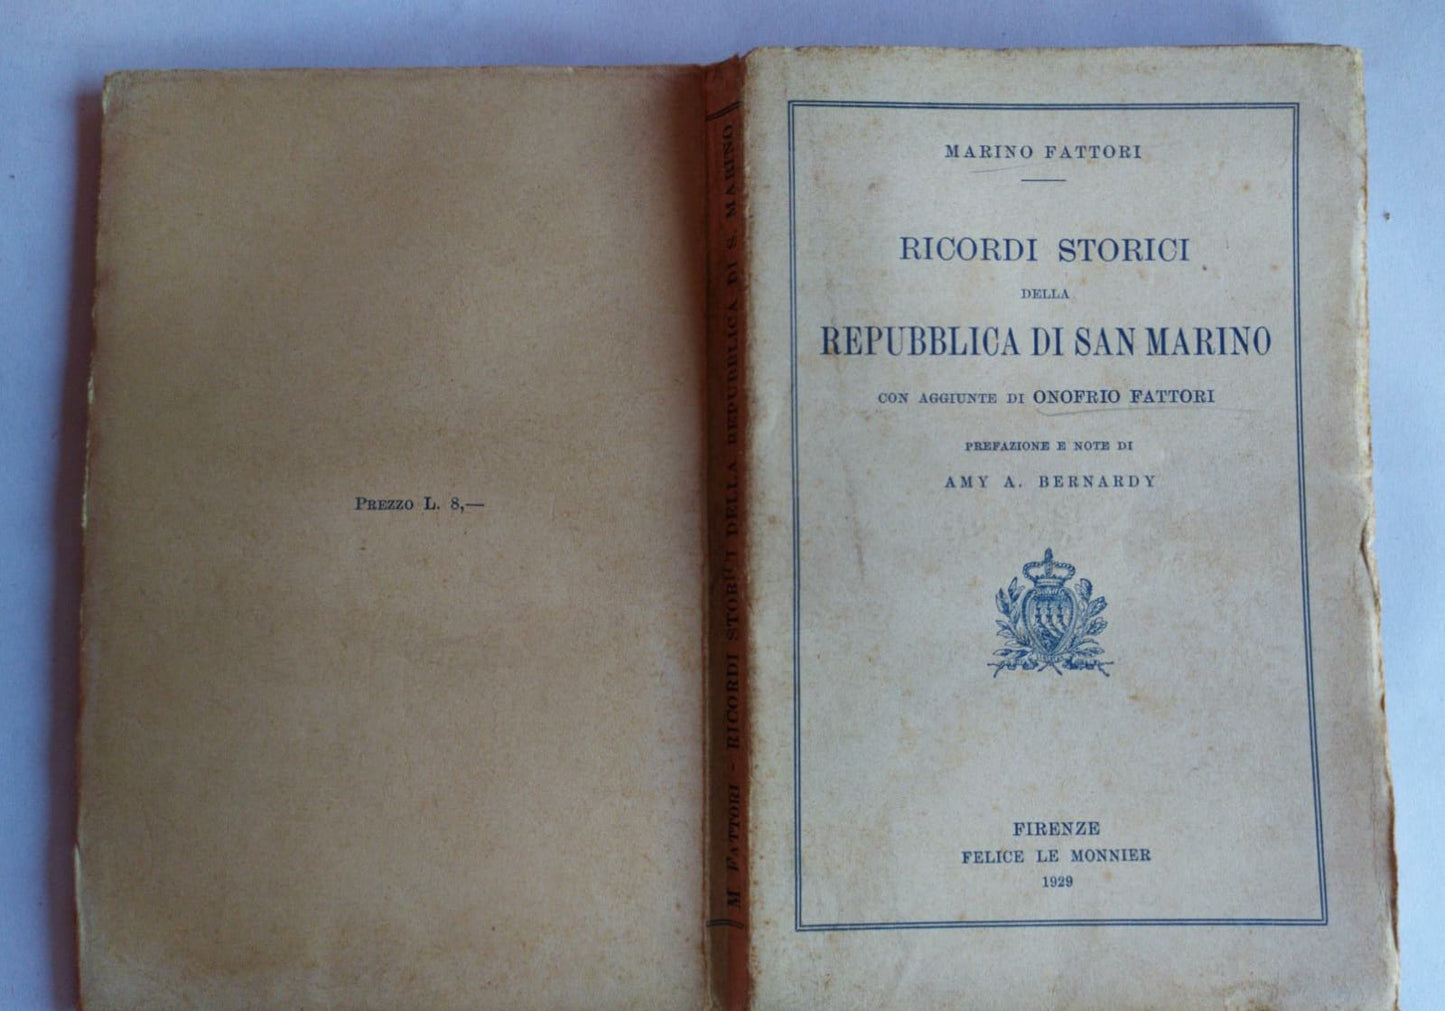 PREZZO L. 8,—
M FATTORI - RICORDI STORICI DELLA REPUBBLICA DI S. MARINO
MARINO FATTORI
RICORDI STORICI
DELLA
REPUBBLICA DI SAN MARINO
CON AGGIUNTE DI ONOFRIO FATTORI
PREFAZIONE E NOTE DI
AMY A. BERNARDY
FIRENZE
FELICE LE MONNIER
1929